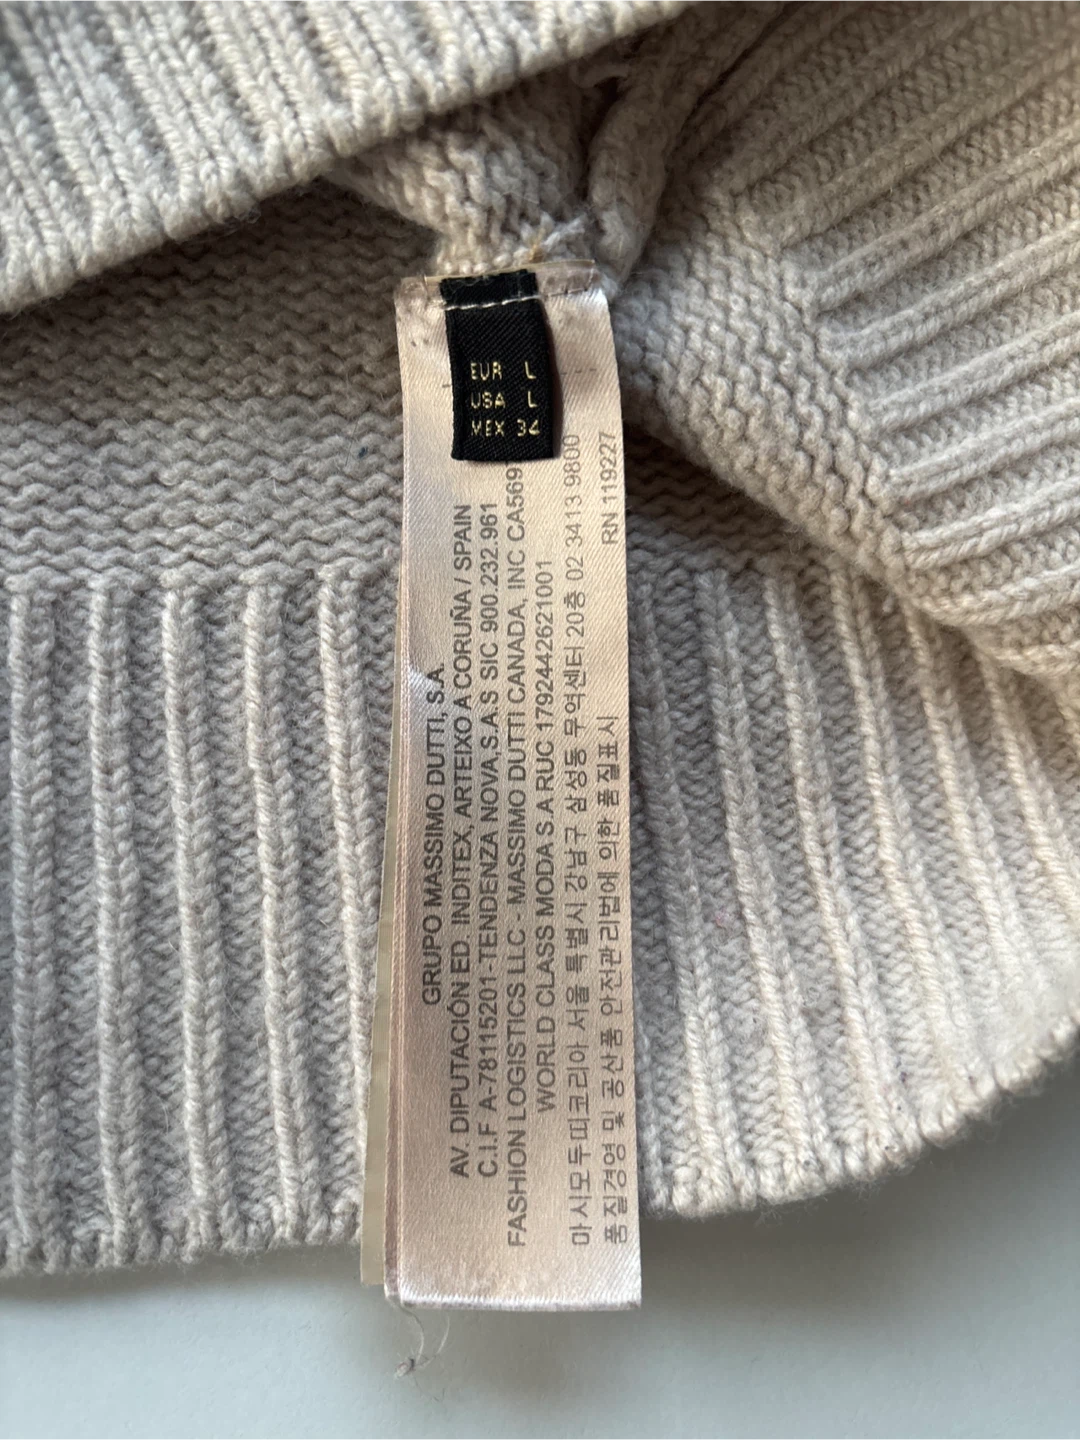 EUR L
USA L
MEX 34
GRUPO MASSIMO DUTTI, S.A.
AV. DIPUTACIÓN ED. INDITEX, ARTEIXO A CORUÑA / SPAIN
C.I.F A-78115201-TENDENZA NOVA,S.A.S SIC 900.232.961
FASHION LOGISTICS LLC - MASSIMO DUTTI CANADA, INC CA569
WORLD CLASS MODA S A RUC 1792442621001
마시모두띠코리아 서울 특별시 강남구 삼성동 무역센터 20층 02 3413 9800
품질경영 및 공산품 안전관리법에 의한 품질표시 RN 119227